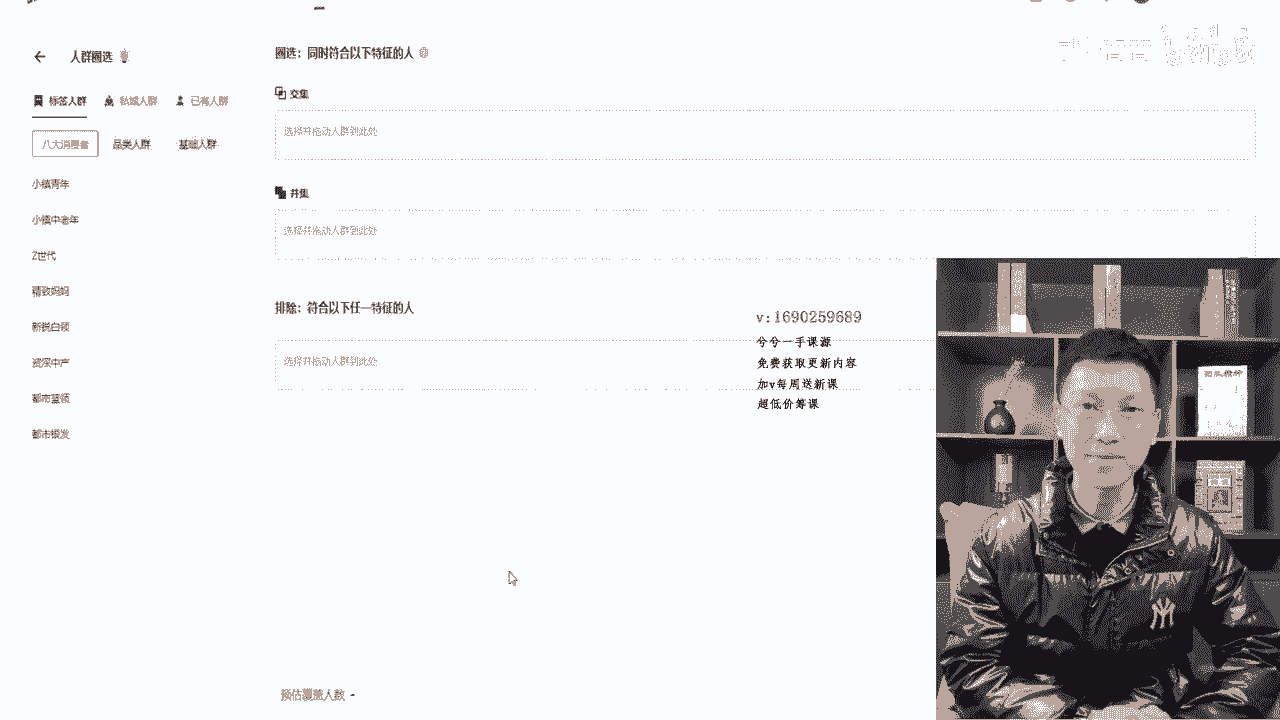 人群圈选
标签人群 私域人群 已有人群
八大消费者 品类人群 基础人群
小镇青年
小镇中老年
Z世代
精致妈妈
新锐白领
资深中产
都市蓝领
都市银发
圈选：同时符合以下特征的人
交集
选择并拖动人群到此处
并集
选择并拖动人群到此处
排除：符合以下任一特征的人
选择并拖动人群到此处
v:1690259689
兮兮一手课源
免费获取更新内容
加v每周送新课
超低价筹课
预估覆盖人数 -